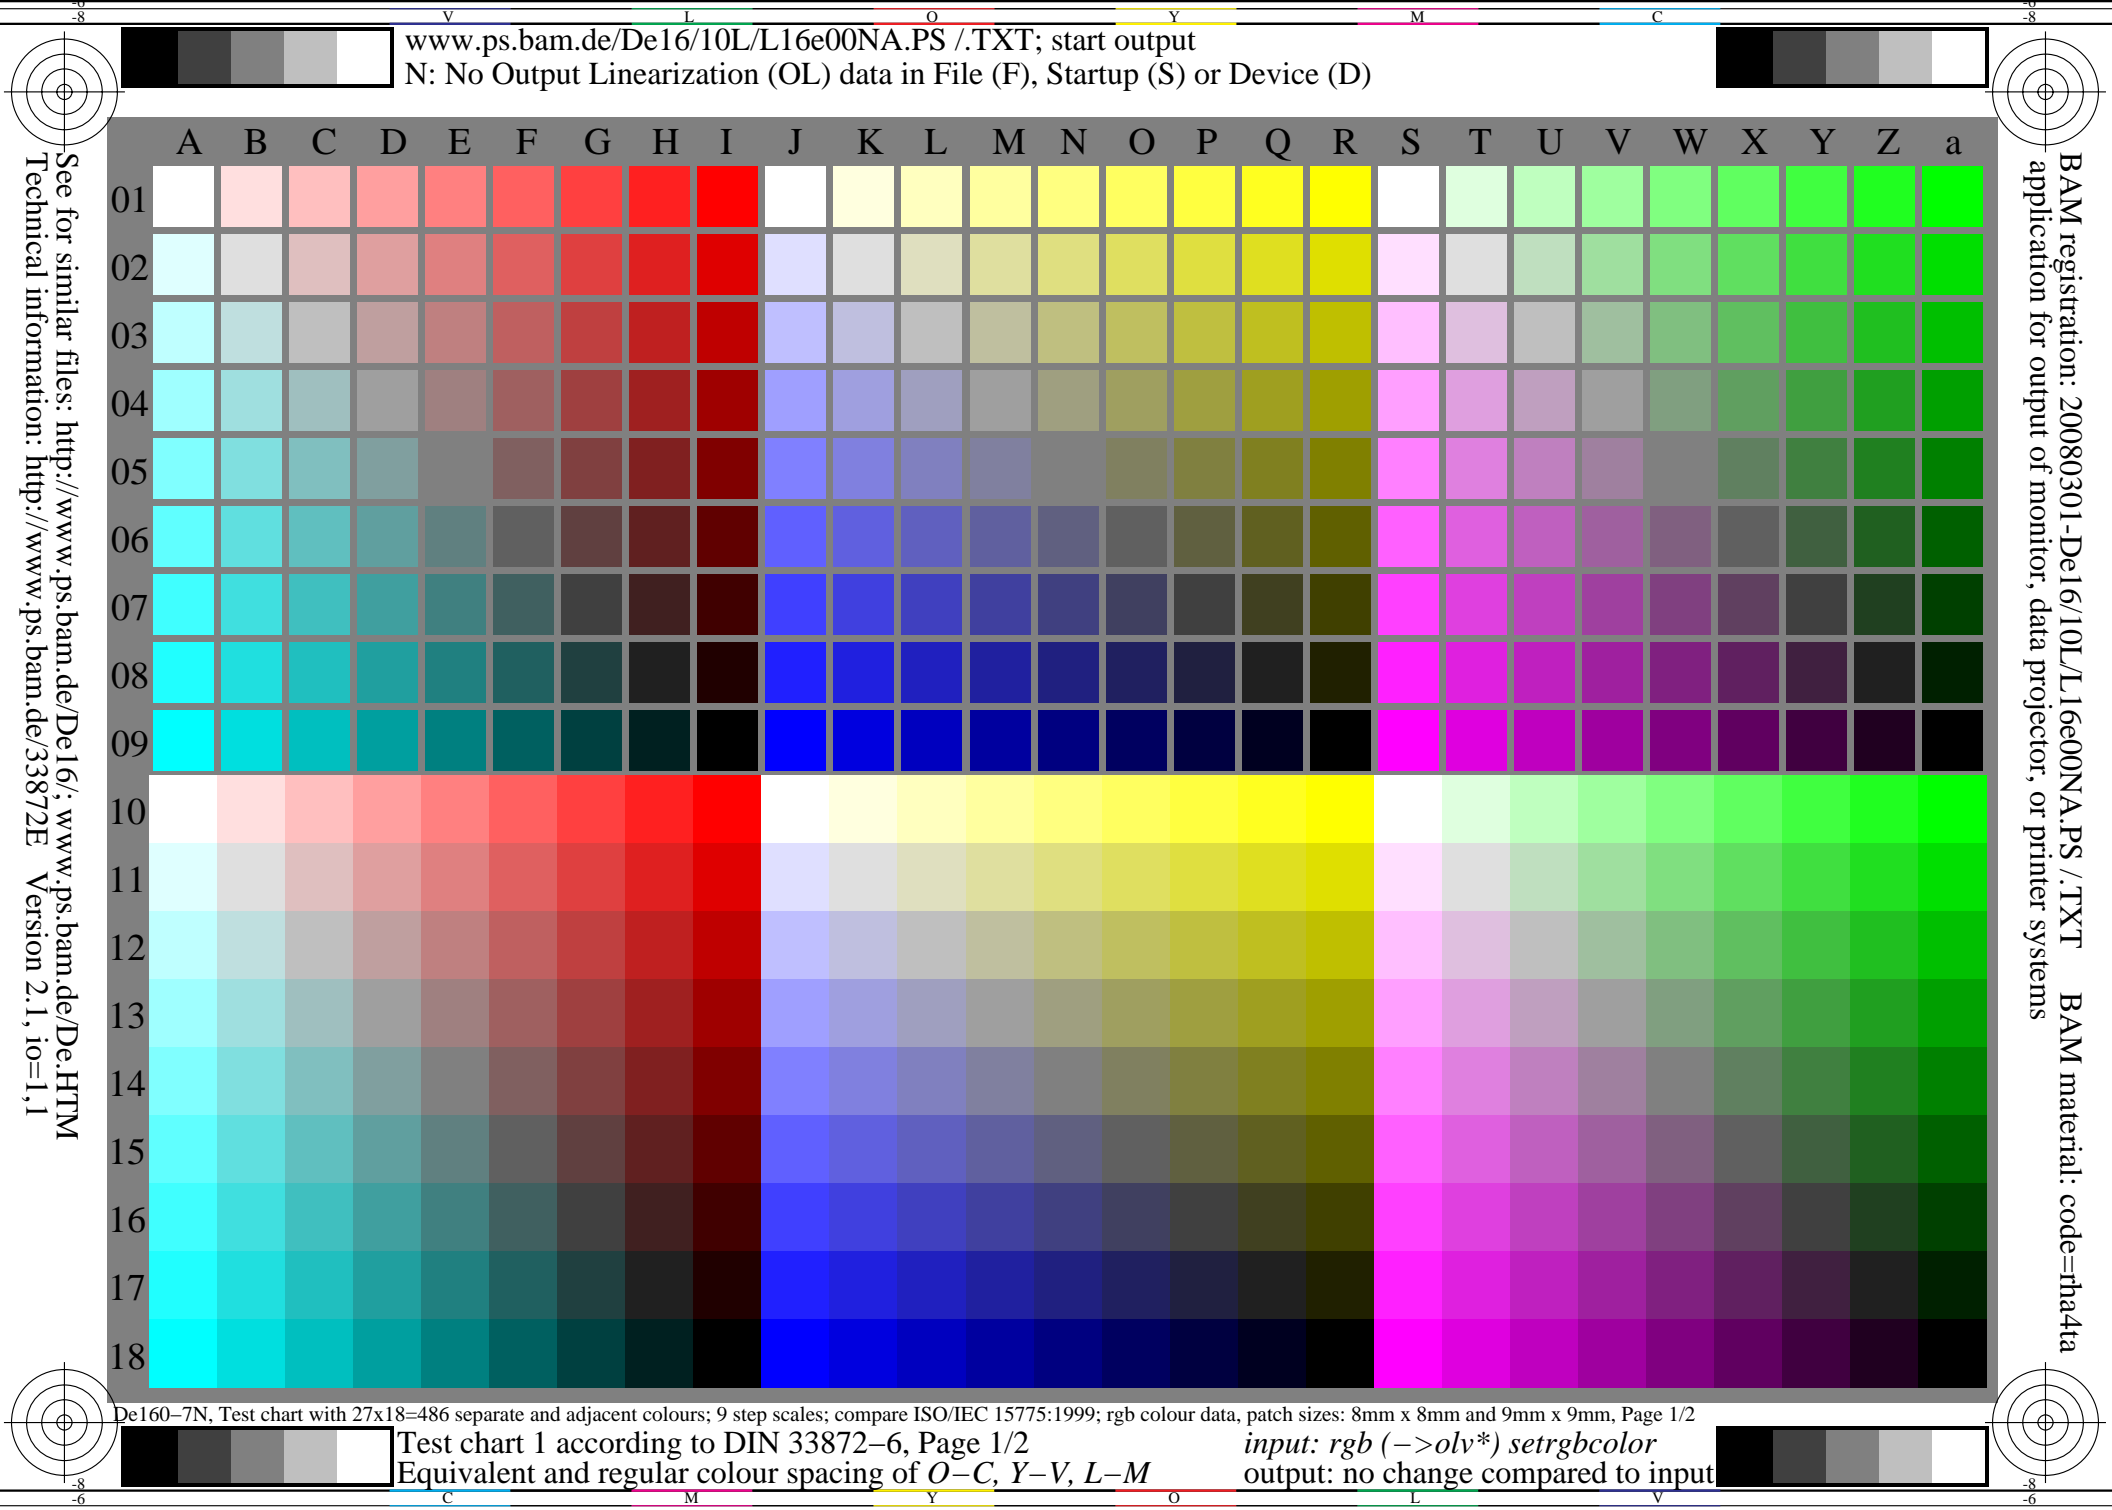 -8 -8
V L O Y M C
www.ps.bam.de/De16/10L/L16e00NA.PS /.TXT; start output
N: No Output Linearization (OL) data in File (F), Startup (S) or Device (D)
A B C D E F G H I J K L M N O P Q R S T U V W X Y Z a
01
02
03
04
05
06
07
08
09
10
11
12
13
14
15
16
17
18
See for similar files: http://www.ps.bam.de/De16/; www.ps.bam.de/De.HTM
Technical information: http://www.ps.bam.de/33872E Version 2.1, io=1,1
BAM registration: 20080301-De16/10L/L16e00NA.PS /.TXT BAM material: code=rha4ta
application for output of monitor, data projector, or printer systems
De160−7N, Test chart with 27x18=486 separate and adjacent colours; 9 step scales; compare ISO/IEC 15775:1999; rgb colour data, patch sizes: 8mm x 8mm and 9mm x 9mm, Page 1/2
Test chart 1 according to DIN 33872−6, Page 1/2 input: rgb (−>olv*) setrgbcolor
Equivalent and regular colour spacing of O−C, Y−V, L−M output: no change compared to input
-8 -8
C M Y O L V
-6 -6